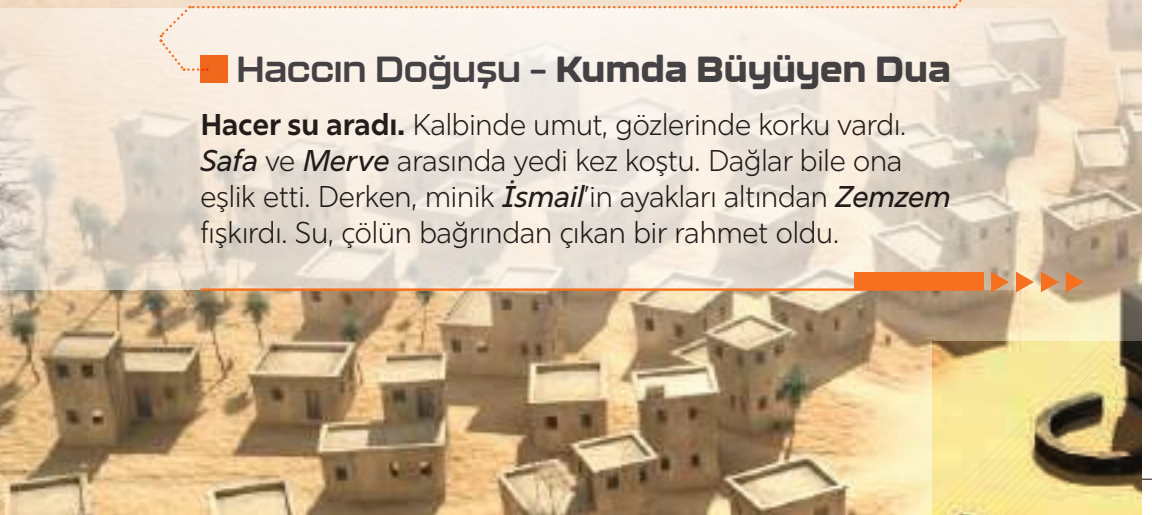 Haccın Doğuşu - Kumda Büyüyen Dua
Hacer su aradı. Kalbinde umut, gözlerinde korku vardı.
Safa ve Merve arasında yedi kez koştu. Dağlar bile ona
eşlik etti. Derken, minik İsmail'in ayakları altından Zemzem
fışkırdı. Su, çölün bağrından çıkan bir rahmet oldu.